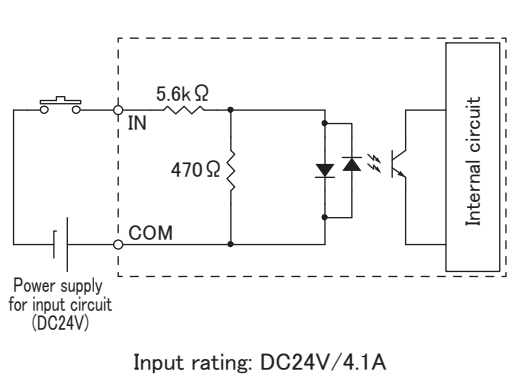 5.6kΩ
IN
470Ω
Internal circuit
COM
Power supply
for input circuit
(DC24V)
Input rating: DC24V/4.1A